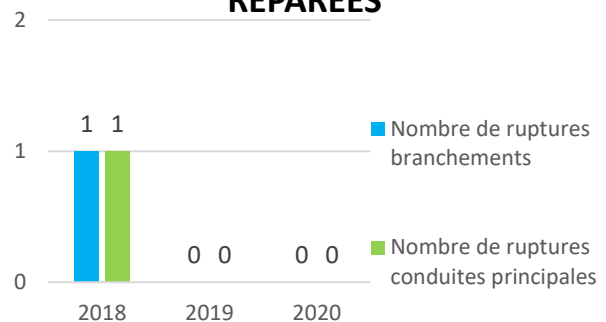 RÉPARÉES
2
1 1
Nombre de ruptures
branchements
1
Nombre de ruptures
conduites principales
0 0 0 0
0
2018 2019 2020